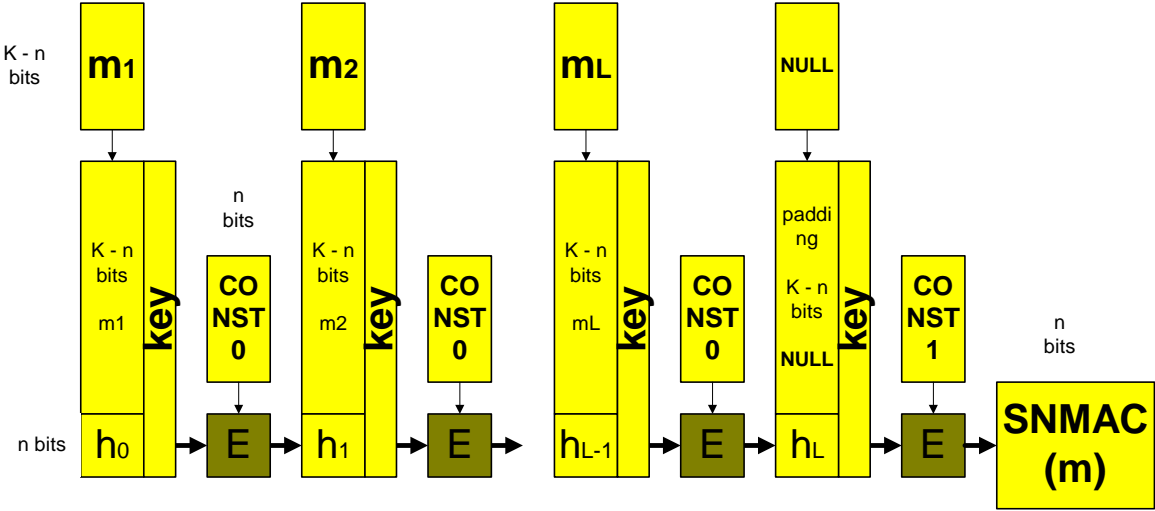 K - n
bits
m1
m2
mL
NULL
K - n
bits
m1
key
n
bits
CO
NST
0
K - n
bits
m2
key
CO
NST
0
K - n
bits
mL
key
CO
NST
0
paddi
ng
K - n
bits
NULL
key
CO
NST
1
n
bits
n bits
h0
E
h1
E
hL-1
E
hL
E
SNMAC
(m)